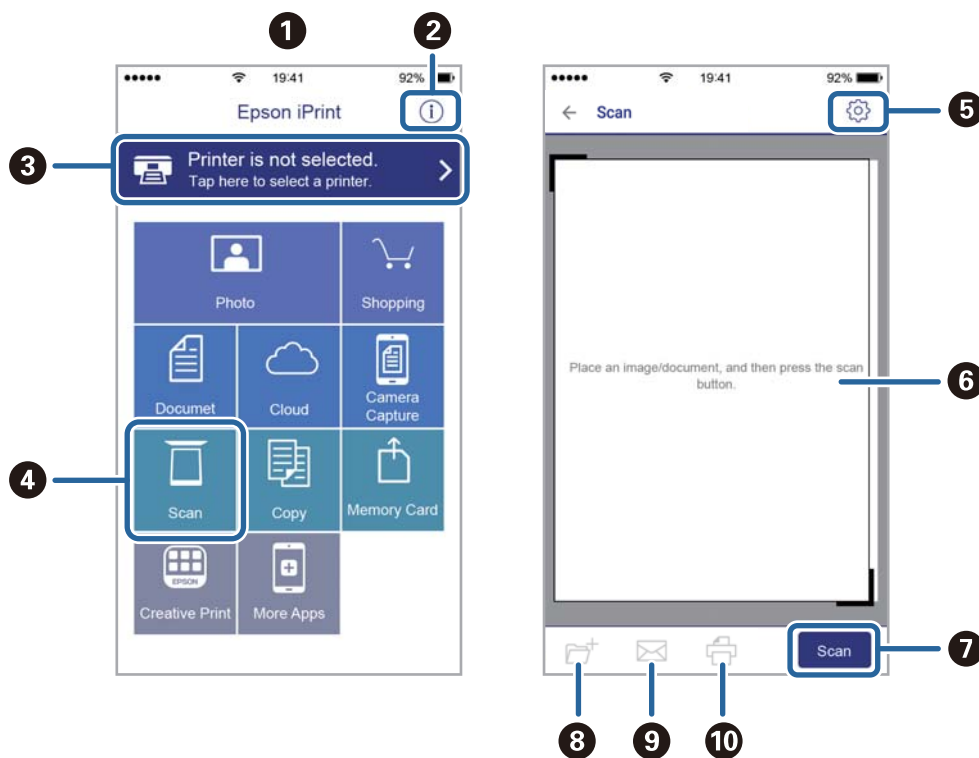 1
2
19:41
92%
Epson iPrint
i
3
Printer is not selected.
Tap here to select a printer.
Photo
Shopping
Documet
Cloud
Camera
Capture
4
Scan
Copy
Memory Card
EPSON
Creative Print
More Apps
19:41
92%
Scan
5
Place an image/document, and then press the scan
button.
6
Scan
7
8
9
10